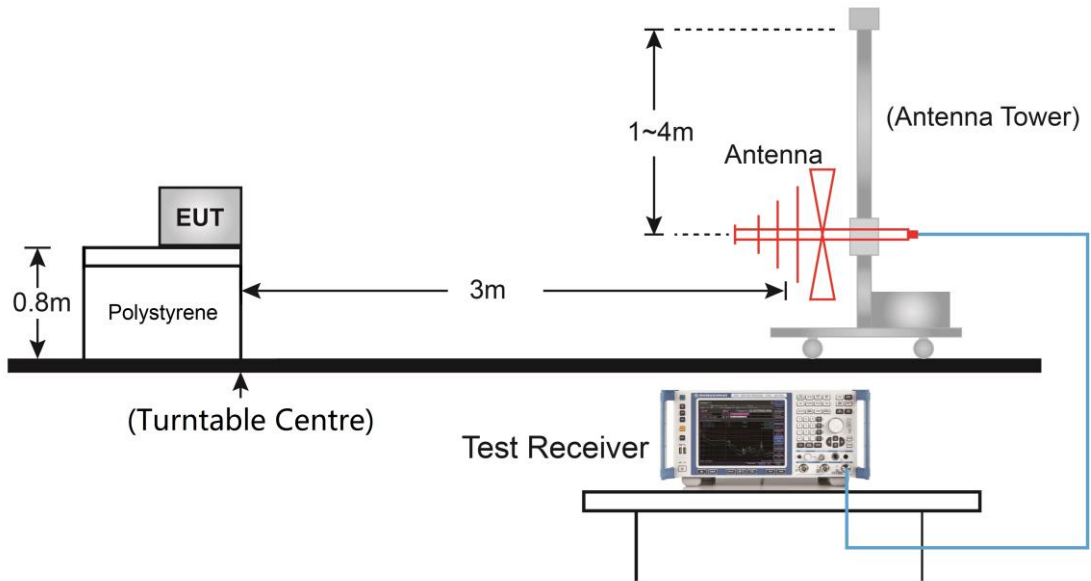 1~4m
(Antenna Tower)
Antenna
EUT
0.8m
Polystyrene
3m
(Turntable Centre)
Test Receiver